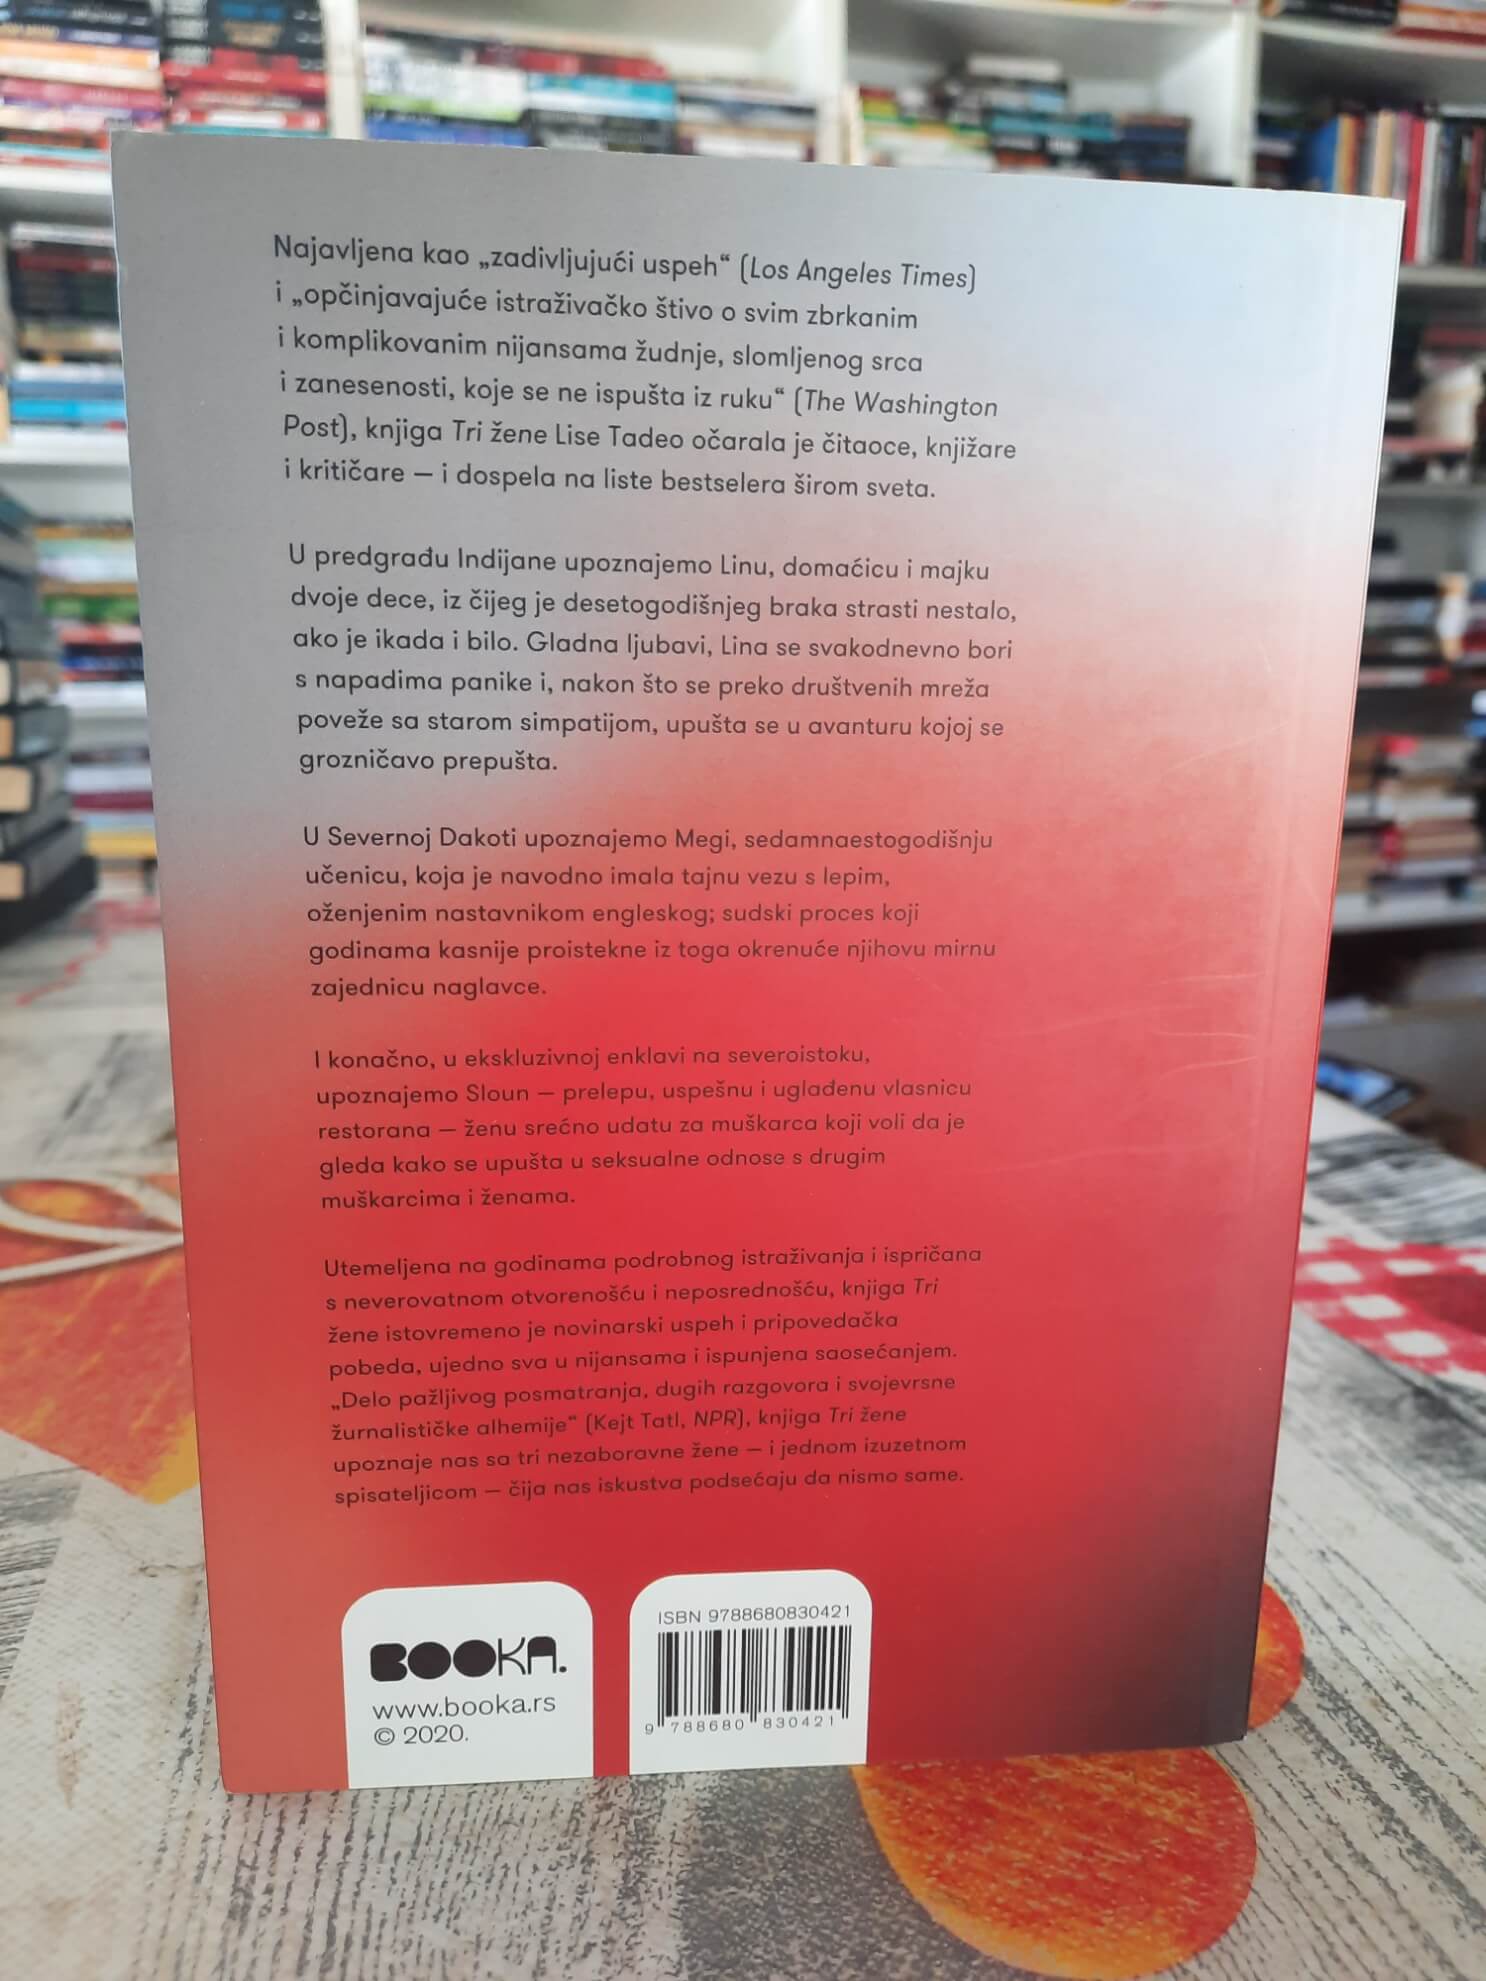 Najavljena kao „zadivljujući uspeh“ (Los Angeles Times)
i „opčinjavajuće istraživačko štivo o svim zbrkanim
i komplikovanim nijansama žudnje, slomljenog srca
i zanesenosti, koje se ne ispušta iz ruku“ (The Washington
Post), knjiga Tri žene Lise Tadeo očarala je čitaoce, knjižare
i kritičare – i dospela na liste bestselera širom sveta.
U predgrađu Indijane upoznajemo Linu, domaćicu i majku
dvoje dece, iz čijeg je desetogodišnjeg braka strasti nestalo,
ako je ikada i bilo. Gladna ljubavi, Lina se svakodnevno bori
s napadima panike i, nakon što se preko društvenih mreža
poveže sa starom simpatijom, upušta se u avanturu kojoj se
grozničavo prepušta.
U Severnoj Dakoti upoznajemo Megi, sedamnaestogodišnju
učenicu, koja je navodno imala tajnu vezu s lepim,
oženjenim nastavnikom engleskog; sudski proces koji
godinama kasnije proistekne iz toga okrenuće njihovu mirnu
zajednicu naglavce.
I konačno, u ekskluzivnoj enklavi na severoistoku,
upoznajemo Sloun – prelepu, uspešnu i uglađenu vlasnicu
restorana – ženu srećno udatu za muškarca koji voli da je
gleda kako se upušta u seksualne odnose s drugim
muškarcima i ženama.
Utemeljena na godinama podrobnog istraživanja i ispričana
s neverovatnom otvorenošću i neposrednošću, knjiga Tri
žene istovremeno je novinarski uspeh i pripovedačka
pobeda, ujedno sva u nijansama i ispunjena saosećanjem.
„Delo pažljivog posmatranja, dugih razgovora i svojevrsne
žurnalističke alhemije“ (Kejt Tatl, NPR), knjiga Tri žene
upoznaje nas sa tri nezaboravne žene – i jednom izuzetnom
spisateljicom – čija nas iskustva podsećaju da nismo same.
BOOKA.
www.booka.rs
© 2020.
ISBN 9788680830421
9 788680 830421